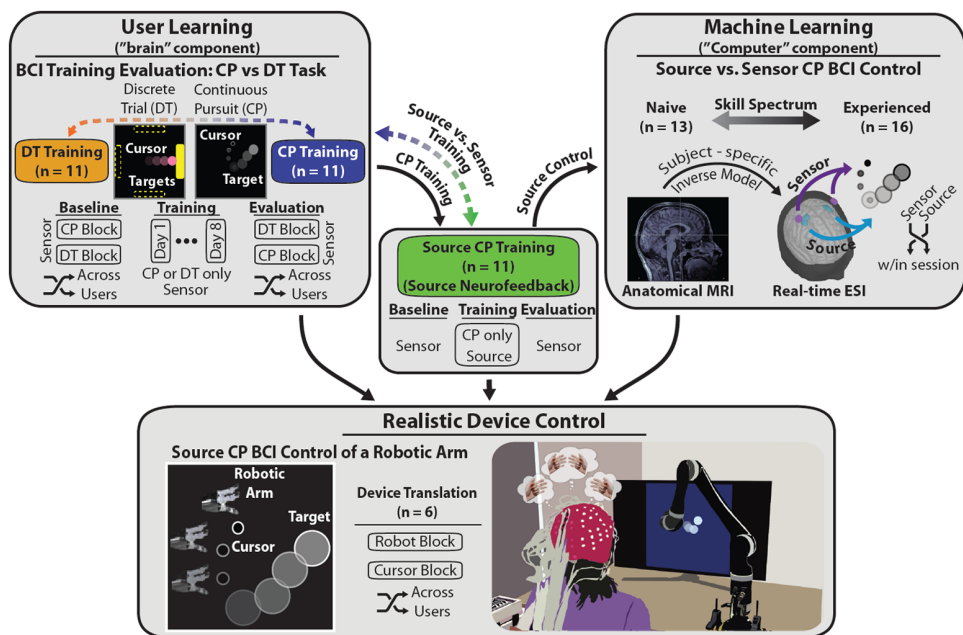 User Learning
("brain" component)
BCI Training Evaluation: CP vs DT Task
Discrete
Trial (DT)
Continuous
Pursuit (CP)
DT Training
(n = 11)
Cursor
Targets
Cursor
Target
CP Training
(n = 11)
Baseline
Sensor
CP Block
DT Block
Across
Users
Training
Day 1
•••
Day 8
CP or DT only
Sensor
Evaluation
DT Block
CP Block
Sensor
Across
Users
Source vs. Sensor
Training
CP Training
Source Control
Source CP Training
(n = 11)
(Source Neurofeedback)
Baseline
Training
Evaluation
Sensor
CP only
Source
Sensor
Machine Learning
("Computer" component)
Source vs. Sensor CP BCI Control
Naive
(n = 13)
Skill Spectrum
Experienced
(n = 16)
Subject - specific
Inverse Model
Sensor
Source
Sensor
Source
w/in session
Anatomical MRI
Real-time ESI
Realistic Device Control
Source CP BCI Control of a Robotic Arm
Robotic
Arm
Target
Cursor
Device Translation
(n = 6)
Robot Block
Cursor Block
Across
Users